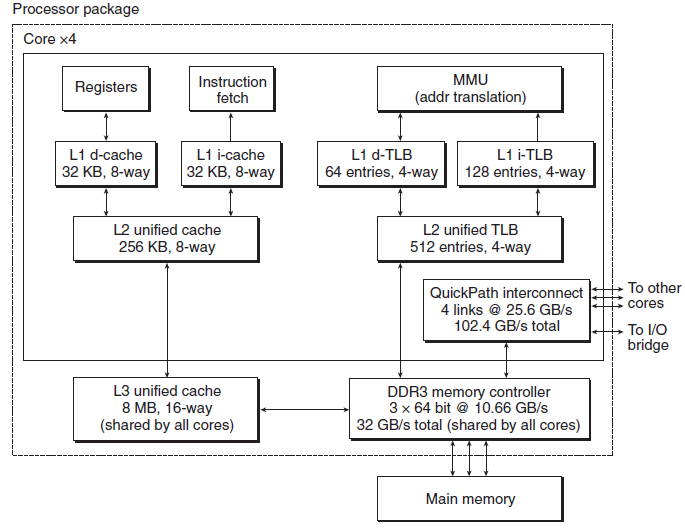 Processor package
Core ×4
Registers
Instruction
fetch
MMU
(addr translation)
L1 d-cache
32 KB, 8-way
L1 i-cache
32 KB, 8-way
L1 d-TLB
64 entries, 4-way
L1 i-TLB
128 entries, 4-way
L2 unified cache
256 KB, 8-way
L2 unified TLB
512 entries, 4-way
QuickPath interconnect
4 links @ 25.6 GB/s
102.4 GB/s total
To other
cores
To I/O
bridge
L3 unified cache
8 MB, 16-way
(shared by all cores)
DDR3 memory controller
3 × 64 bit @ 10.66 GB/s
32 GB/s total (shared by all cores)
Main memory